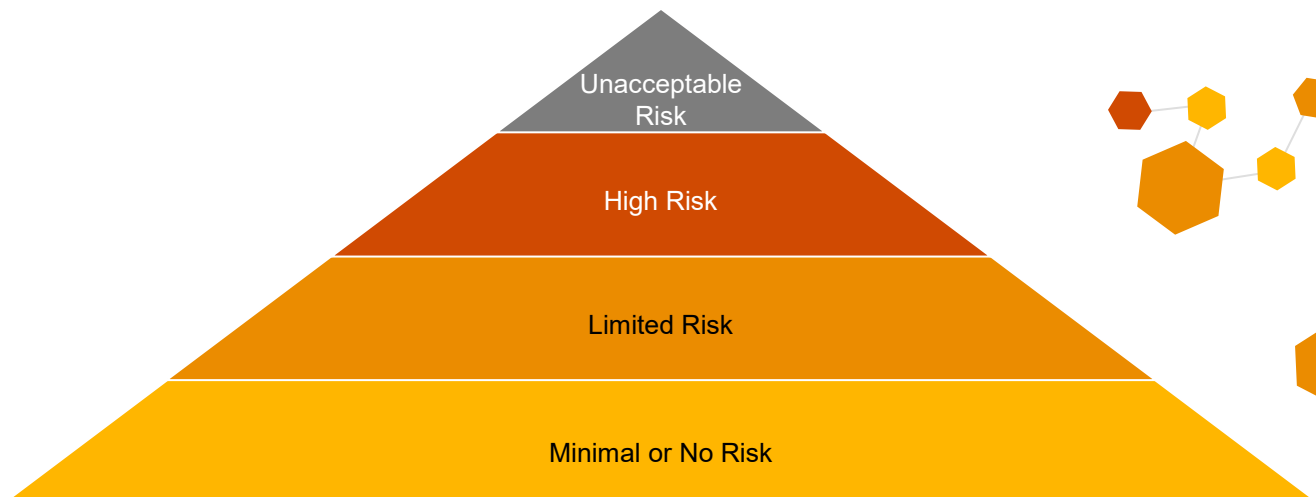 Unacceptable
Risk
High Risk
Limited Risk
Minimal or No Risk